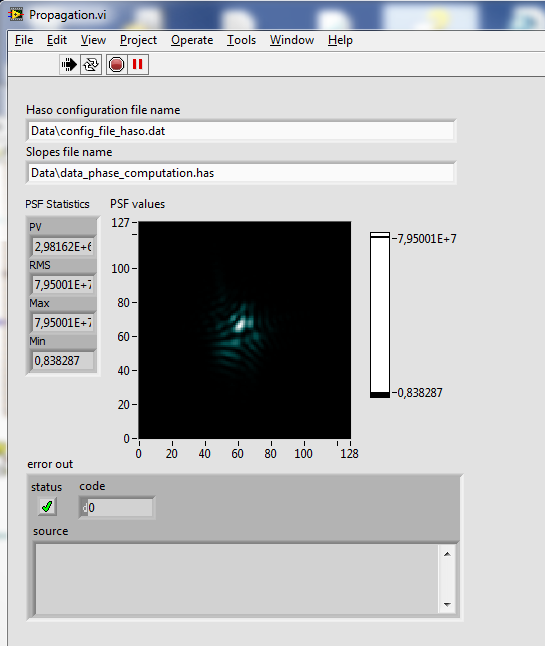 Propagation.vi
File Edit View Project Operate Tools Window Help
Haso configuration file name
Data\config_file_haso.dat
Slopes file name
Data\data_phase_computation.has
PSF Statistics
PSF values
PV
2,98162E+6
RMS
7,95001E+7
Max
7,95001E+7
Min
0,838287
127
100
80
60
40
20
0
0 20 40 60 80 100 128
7,95001E+7
0,838287
error out
status
code
d0
source